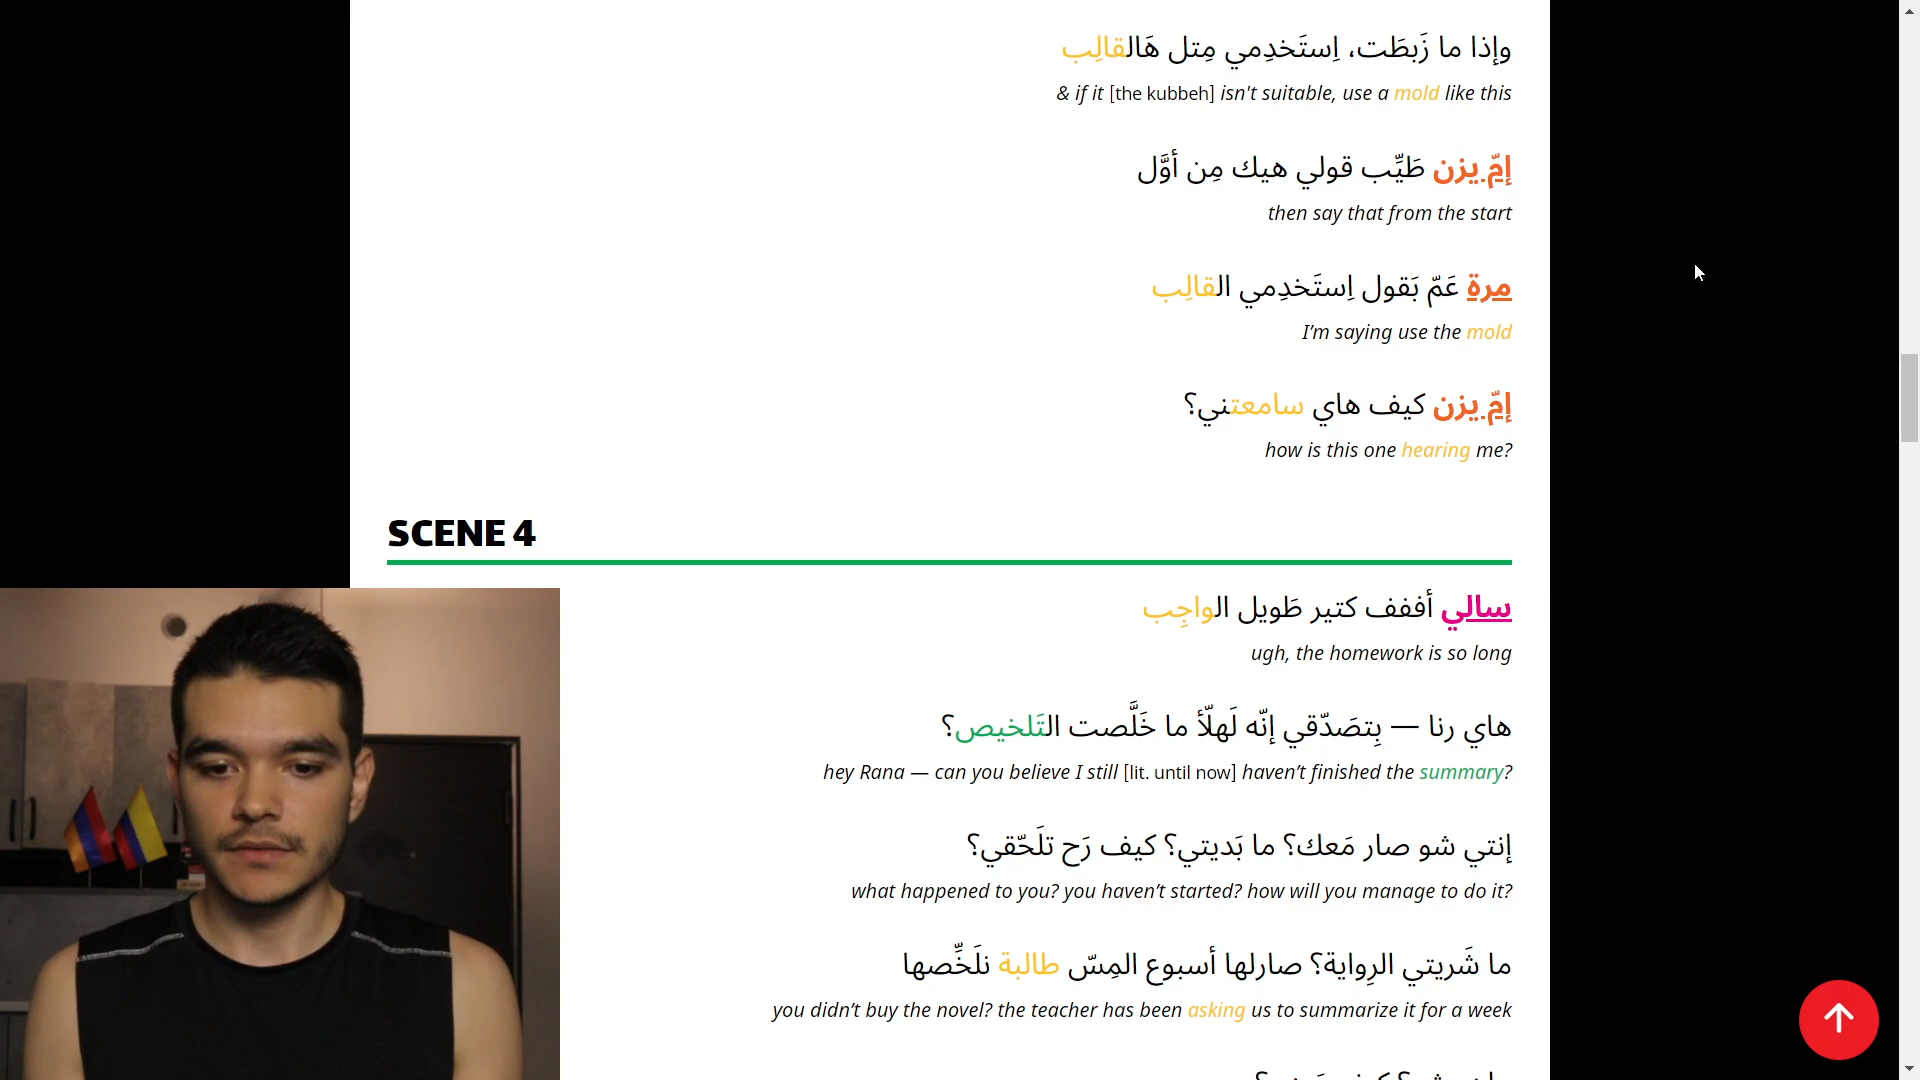 وإذا ما زَبطَت، اِستَخدِمي مِتل هَالقالِب
& if it [the kubbeh] isn't suitable, use a mold like this
إمّ يزن طَيِّب قولي هيك مِن أوَّل
then say that from the start
مرة عَمّ بَقول اِستَخدِمي القالِب
I'm saying use the mold
إمّ يزن كيف هاي سامعتني؟
how is this one hearing me?
SCENE 4
سالي أففف كتير طَويل الواجِب
ugh, the homework is so long
هاي رنا — بِتصَدّقي إنّه لَهلّأ ما خَلَّصت التَلخيص؟
hey Rana — can you believe I still [lit. until now] haven't finished the summary?
إنتي شو صار مَعك؟ ما بَديتي؟ كيف رَح تلَحّقي؟
what happened to you? you haven't started? how will you manage to do it?
ما شَريتي الرِواية؟ صارلها أسبوع المِسّ طالبة نلَخِّصها
you didn't buy the novel? the teacher has been asking us to summarize it for a week